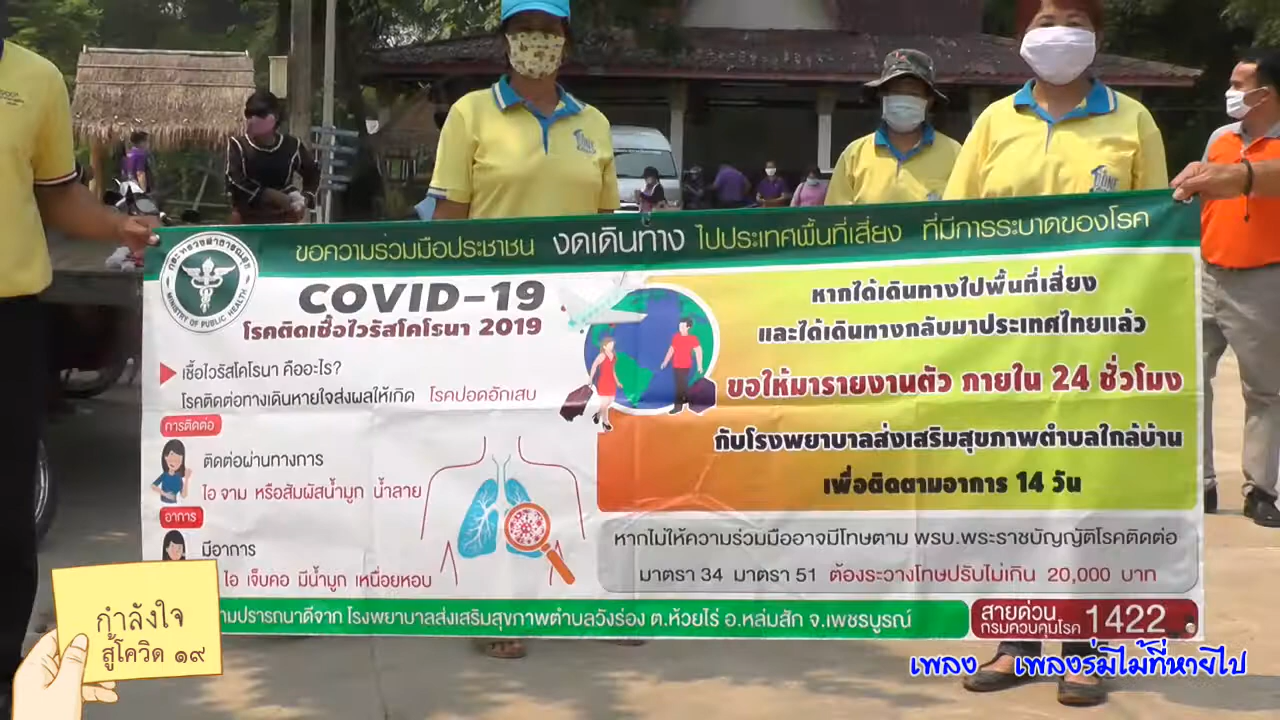 ขอความร่วมมือประชาชน งดเดินทาง ไปประเทศพื้นที่เสี่ยง ที่มีการระบาดของโรค
กระทรวงสาธารณสุข
MINISTRY OF PUBLIC HEALTH
COVID-19
โรคติดเชื้อไวรัสโคโรนา 2019
เชื้อไวรัสโคโรนา คืออะไร?
โรคติดต่อทางเดินหายใจส่งผลให้เกิด โรคปอดอักเสบ
การติดต่อ
ติดต่อผ่านทางการ
ไอ จาม หรือสัมผัสน้ำมูก น้ำลาย
อาการ
มีอาการ
ไอ เจ็บคอ มีน้ำมูก เหนื่อยหอบ
หากได้เดินทางไปพื้นที่เสี่ยง
และได้เดินทางกลับมาประเทศไทยแล้ว
ขอให้มารายงานตัว ภายใน 24 ชั่วโมง
กับโรงพยาบาลส่งเสริมสุขภาพตำบลใกล้บ้าน
เพื่อติดตามอาการ 14 วัน
หากไม่ให้ความร่วมมืออาจมีโทษตาม พรบ.พระราชบัญญัติโรคติดต่อ
มาตรา 34 มาตรา 51 ต้องระวางโทษปรับไม่เกิน 20,000 บาท
ามปรารถนาดีจาก โรงพยาบาลส่งเสริมสุขภาพตำบลวังร่อง ต.ห้วยไร่ อ.หล่มสัก จ.เพชรบูรณ์
สายด่วน
กรมควบคุมโรค 1422
กำลังใจ
สู้โควิด ๑๙
เพลง เพลงร่มไม้ที่หายไป